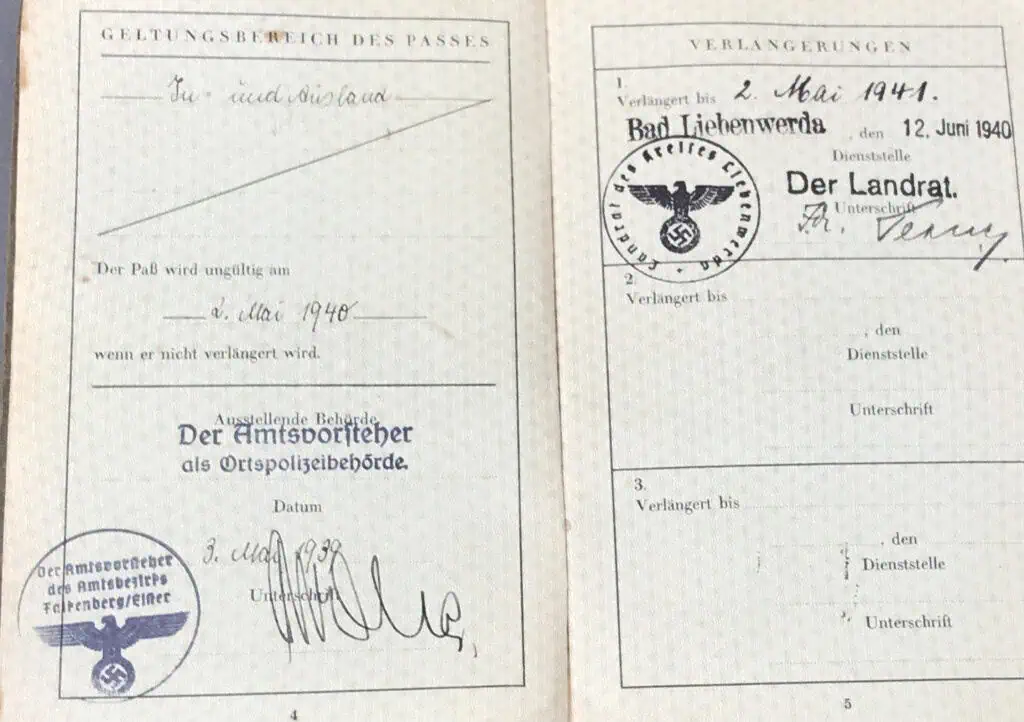 GELTUNGSBEREICH DES PASSES
In- und Ausland
Der Paß wird ungültig am
2. Mai 1940
wenn er nicht verlängert wird.
Ausstellende Behörde
Der Amtsvorsteher
als Ortspolizeibehörde.
Datum
3. Mai 1939
Unterschrift
Der Amtsvorsteher
des Amtsbezirks
Falkenberg/Elster
4
VERLÄNGERUNGEN
1.
Verlängert bis 2. Mai 1941.
Bad Liebenwerda, den 12. Juni 1940
Dienststelle
Der Landrat.
Unterschrift
Landrat des Kreises Liebenwerda
2.
Verlängert bis
, den
Dienststelle
Unterschrift
3.
Verlängert bis
, den
Dienststelle
Unterschrift
5